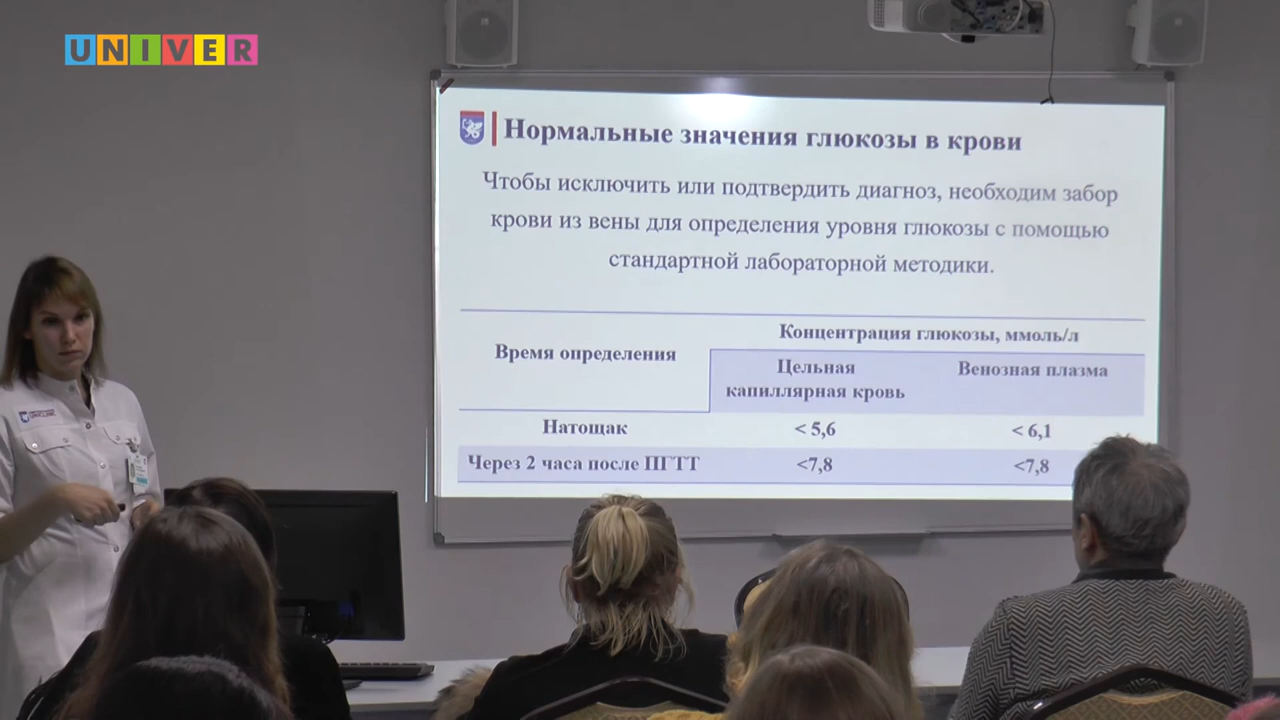 UNIVER
Нормальные значения глюкозы в крови
Чтобы исключить или подтвердить диагноз, необходим забор
крови из вены для определения уровня глюкозы с помощью
стандартной лабораторной методики.
Время определения
Концентрация глюкозы, ммоль/л
Цельная
капиллярная кровь
Венозная плазма
Натощак < 5,6 < 6,1
Через 2 часа после ПГТТ <7,8 <7,8